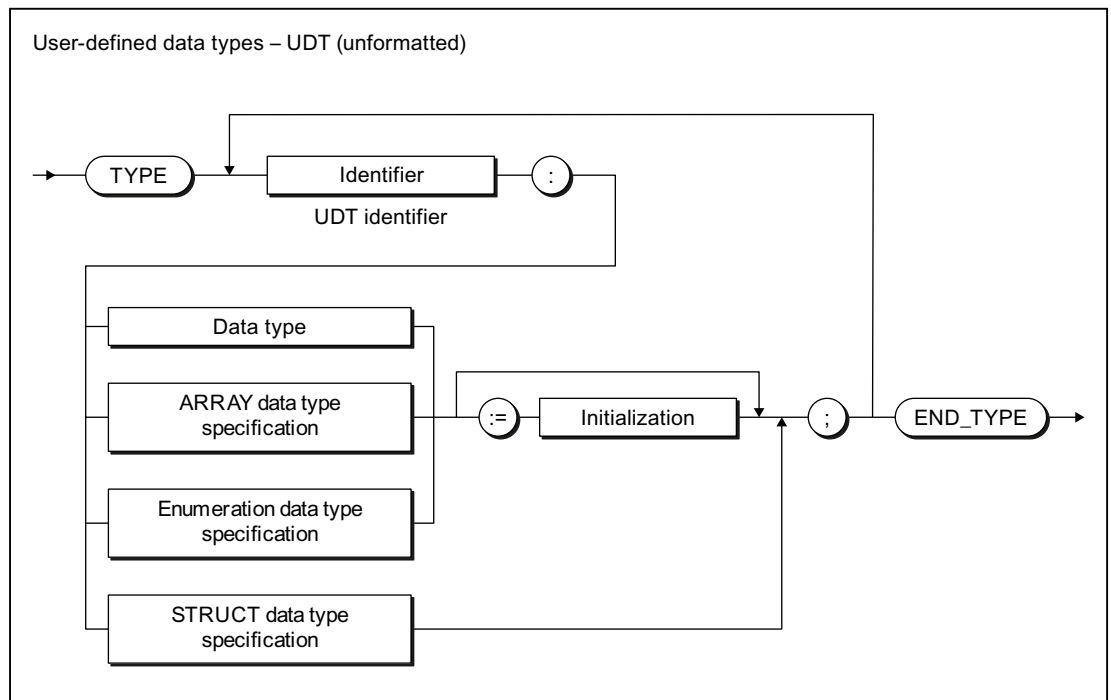 User-defined data types – UDT (unformatted)
TYPE
Identifier
:
UDT identifier
Data type
ARRAY data type
specification
:=
Initialization
;
END_TYPE
Enumeration data type
specification
STRUCT data type
specification